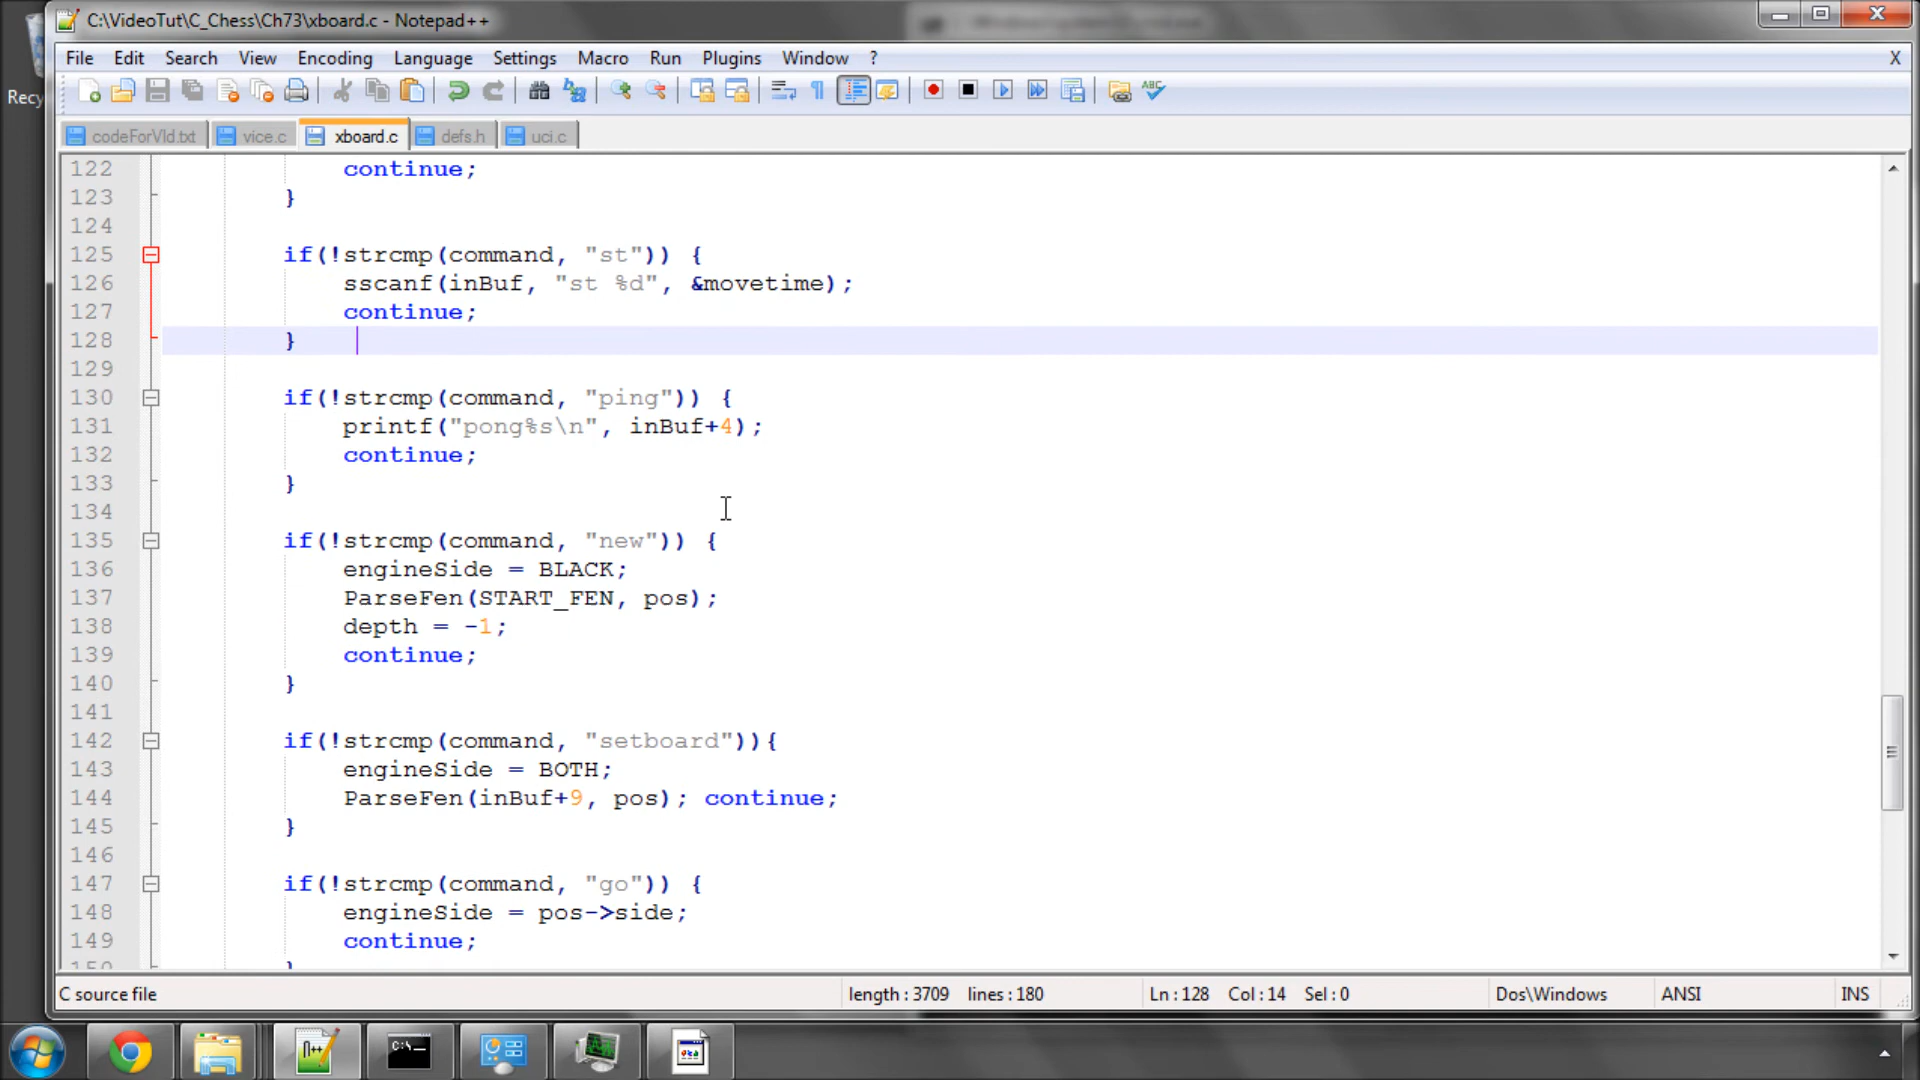 C:\VideoTut\C_Chess\Ch73\xboard.c - Notepad++
File Edit Search View Encoding Language Settings Macro Run Plugins Window ? X
Recy
codeForVld.txt vice.c xboard.c defs.h uci.c
122 continue;
123 }
124
125 if(!strcmp(command, "st")) {
126 sscanf(inBuf, "st %d", &movetime);
127 continue;
128 }
129
130 if(!strcmp(command, "ping")) {
131 printf("pong%s\n", inBuf+4);
132 continue;
133 }
134
135 if(!strcmp(command, "new")) {
136 engineSide = BLACK;
137 ParseFen(START_FEN, pos);
138 depth = -1;
139 continue;
140 }
141
142 if(!strcmp(command, "setboard")){
143 engineSide = BOTH;
144 ParseFen(inBuf+9, pos); continue;
145 }
146
147 if(!strcmp(command, "go")) {
148 engineSide = pos->side;
149 continue;
150 }
C source file length : 3709 lines : 180 Ln : 128 Col : 14 Sel : 0 Dos\Windows ANSI INS